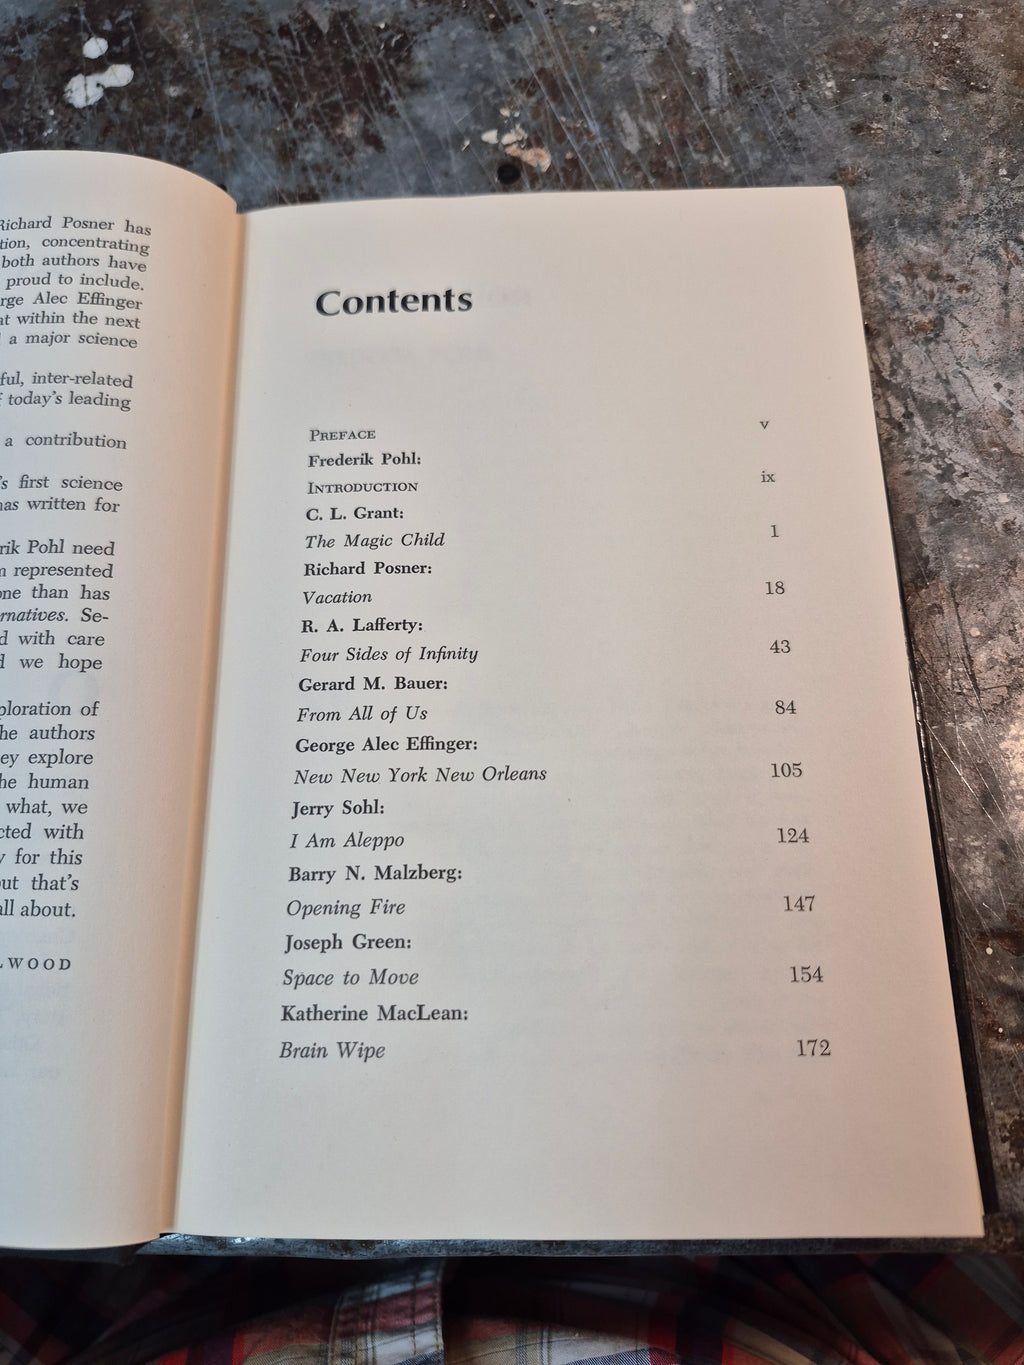 Richard Posner has
tion, concentrating
both authors have
proud to include.
rge Alec Effinger
at within the next
a major science
ful, inter-related
f today's leading
a contribution
's first science
has written for
rik Pohl need
n represented
one than has
rnatives. Se-
d with care
d we hope
ploration of
he authors
ey explore
he human
what, we
cted with
y for this
out that's
all about.
LWOOD
Contents
PREFACE v
Frederik Pohl:
INTRODUCTION ix
C. L. Grant:
The Magic Child 1
Richard Posner:
Vacation 18
R. A. Lafferty:
Four Sides of Infinity 43
Gerard M. Bauer:
From All of Us 84
George Alec Effinger:
New New York New Orleans 105
Jerry Sohl:
I Am Aleppo 124
Barry N. Malzberg:
Opening Fire 147
Joseph Green:
Space to Move 154
Katherine MacLean:
Brain Wipe 172